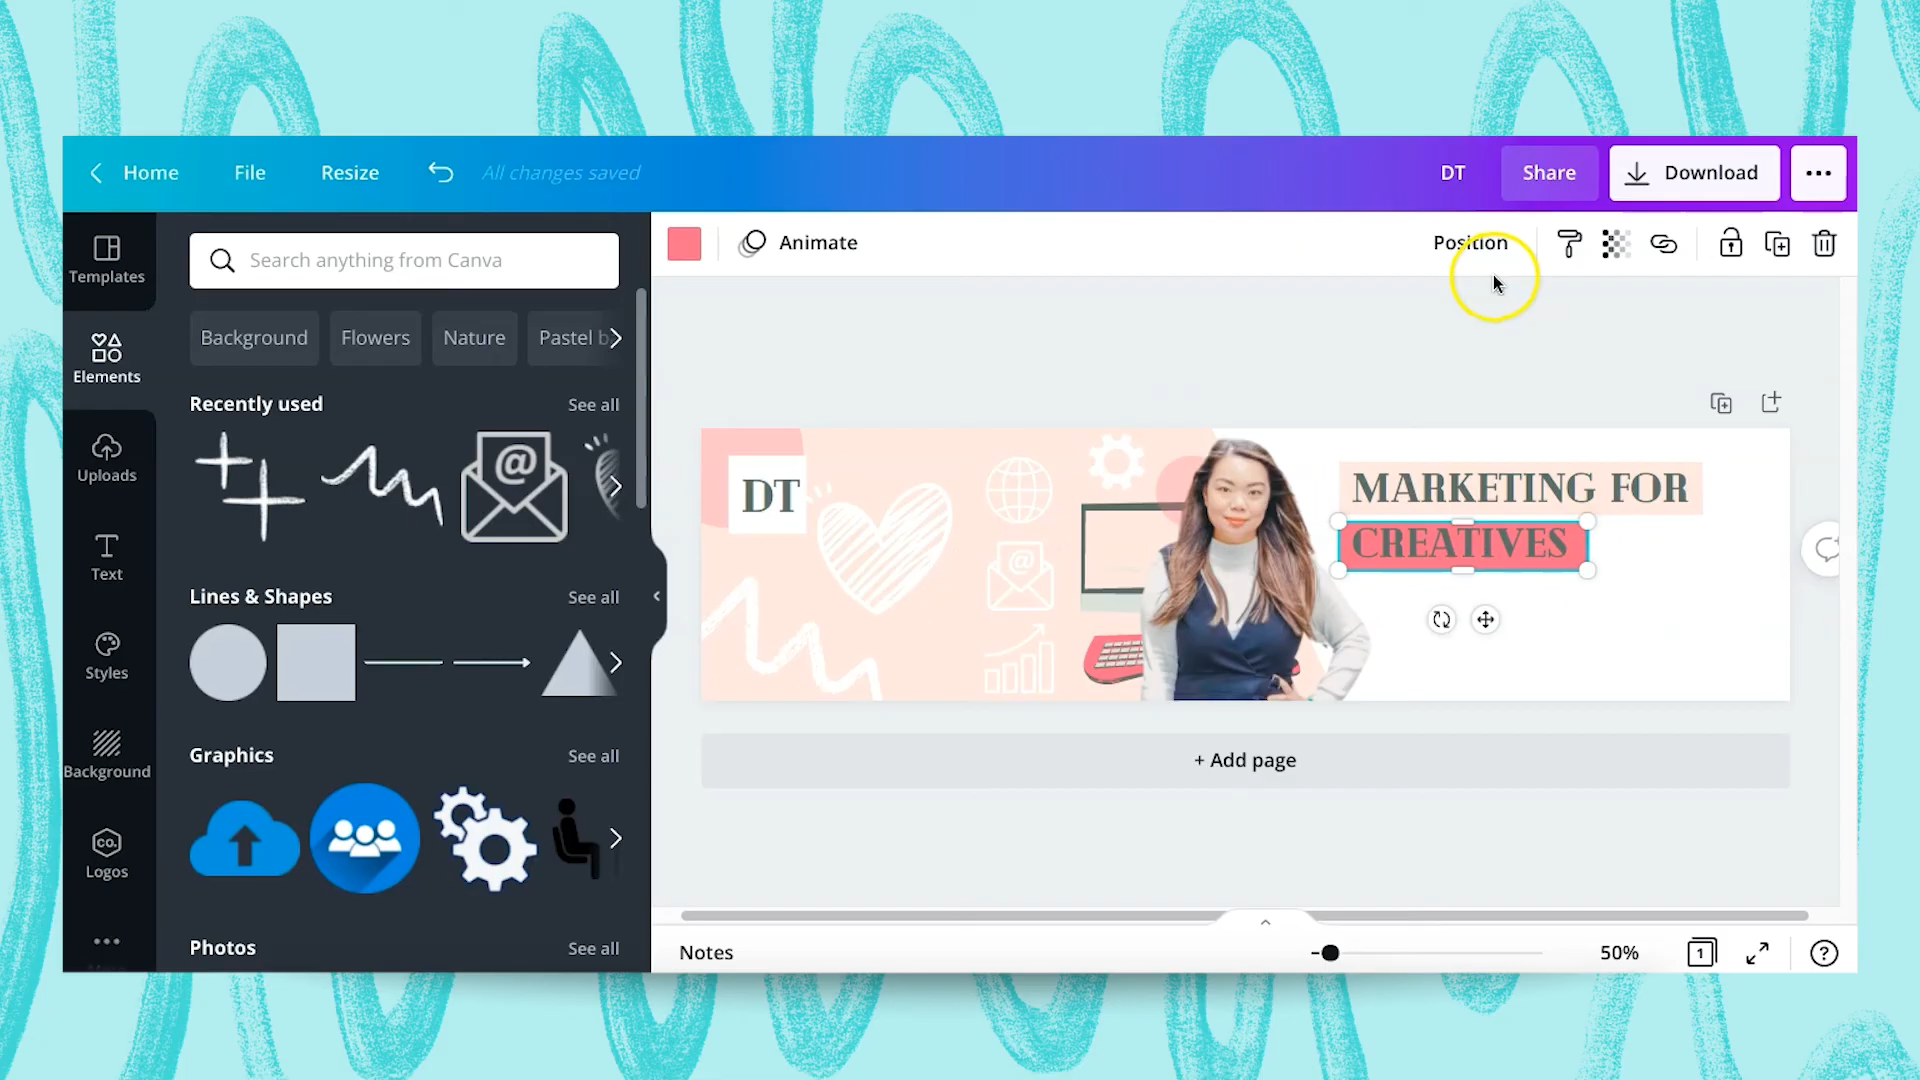 Home File Resize All changes saved DT Share Download
Templates
Search anything from Canva
Animate
Position
Background Flowers Nature Pastel
Elements
Recently used See all
@
Uploads
Text
Lines & Shapes See all
Styles
Graphics See all
Background
co.
Logos
Photos See all
DT
@
MARKETING FOR
CREATIVES
+ Add page
Notes 50% 1 ?